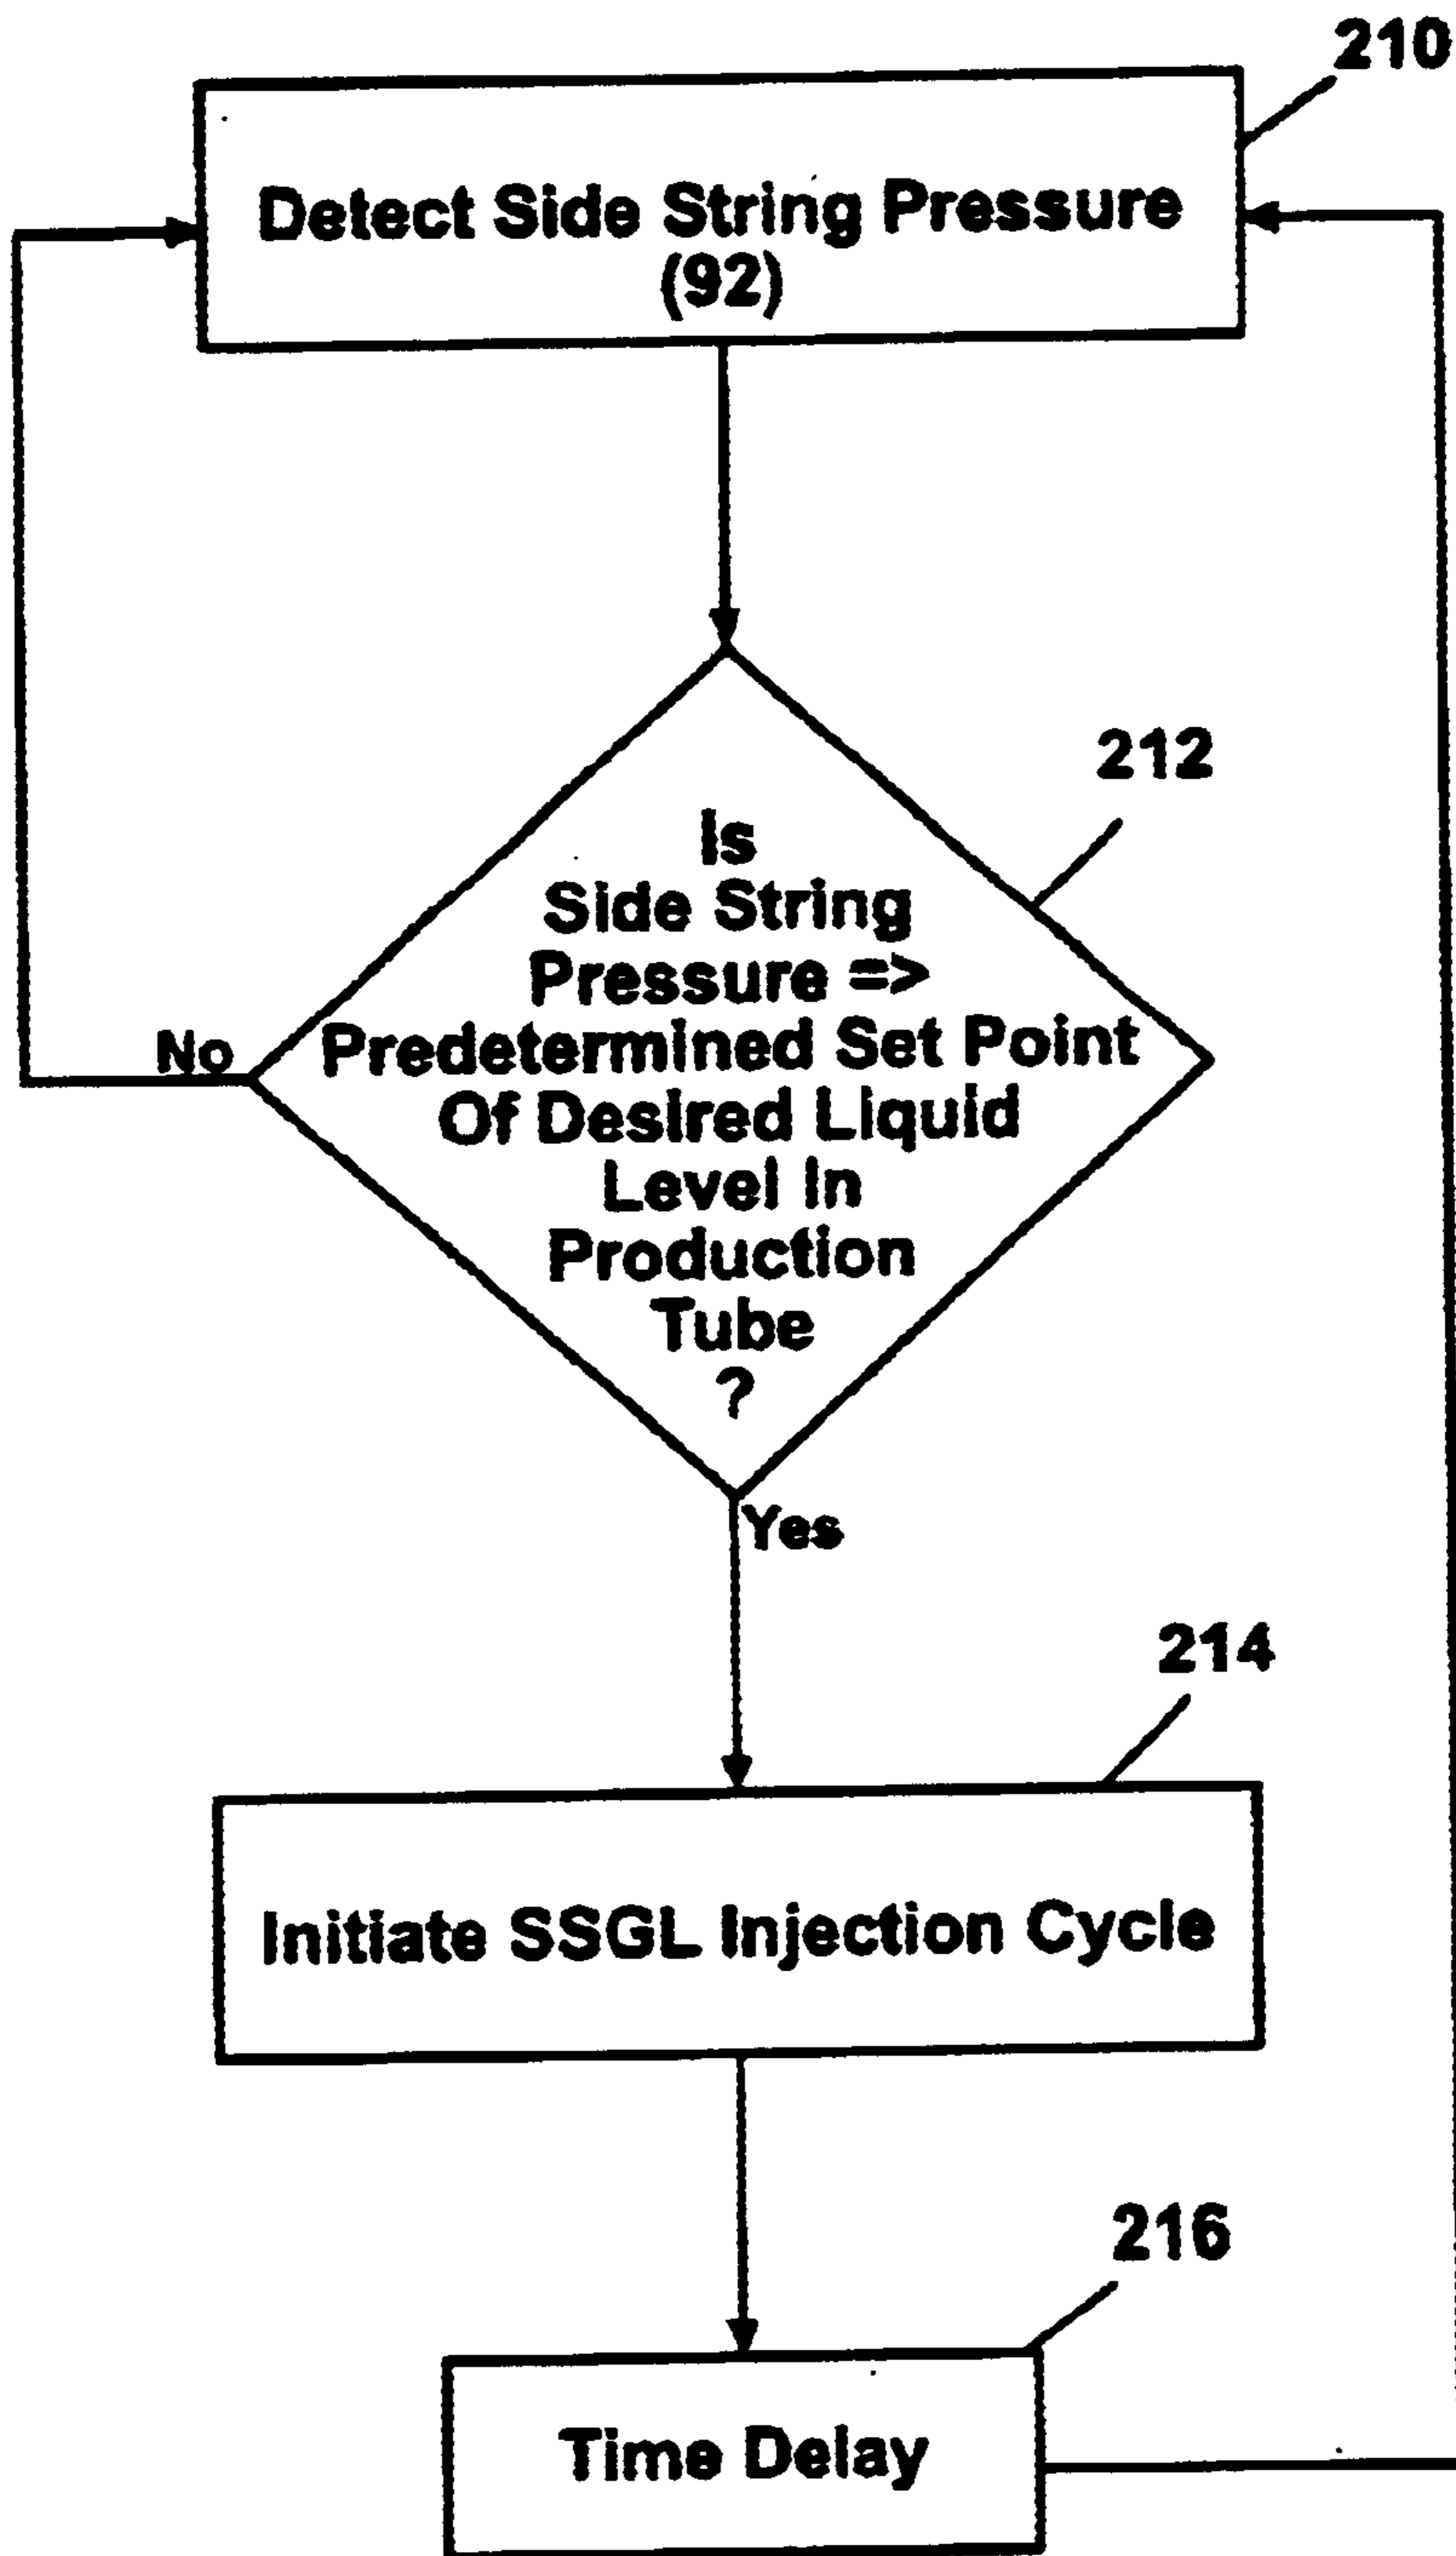 210
Detect Side String Pressure
(92)
212
Is
Side String
Pressure =>
Predetermined Set Point
Of Desired Liquid
Level In
Production
Tube
?
No
Yes
214
Initiate SSGL Injection Cycle
216
Time Delay